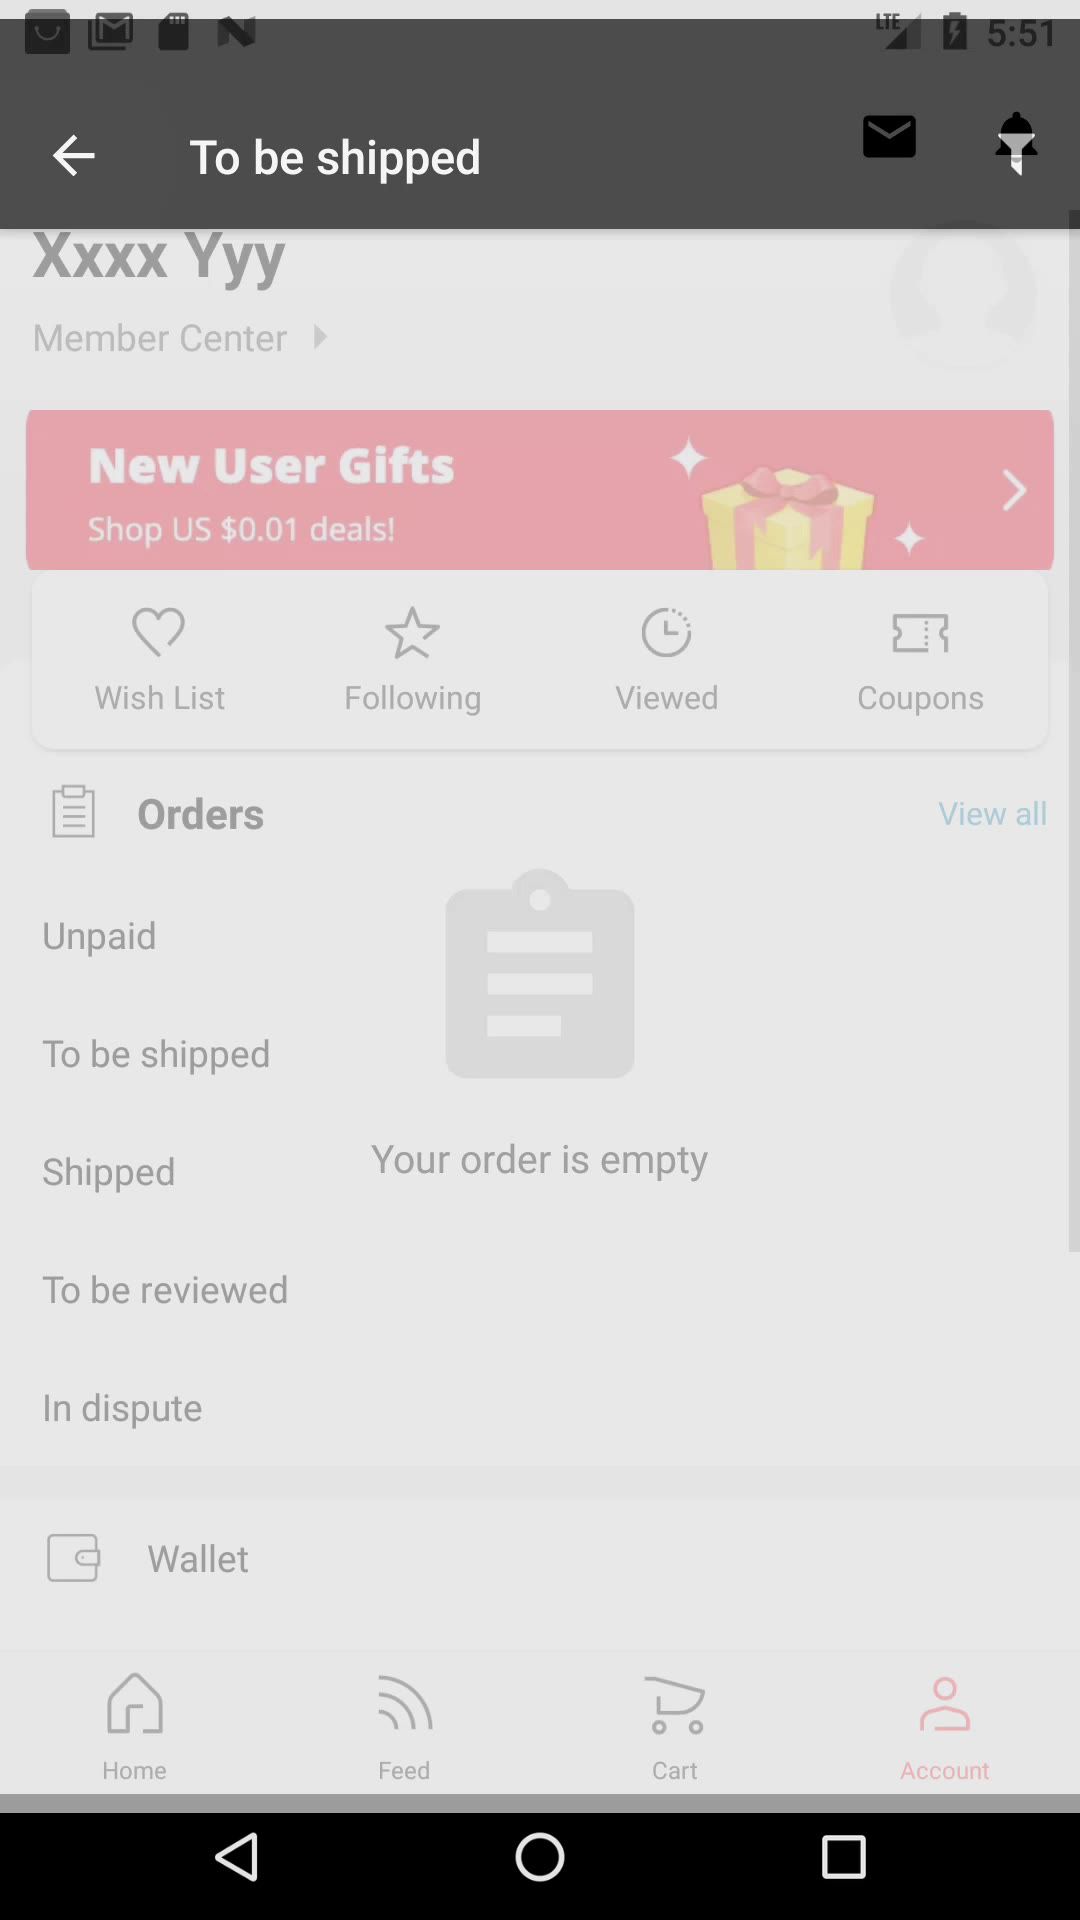 LTE 5:51
To be shipped
Xxxx Yyy
Member Center
New User Gifts
Shop US $0.01 deals!
Wish List Following Viewed Coupons
Orders View all
Unpaid
To be shipped
Shipped
Your order is empty
To be reviewed
In dispute
Wallet
Home Feed Cart Account